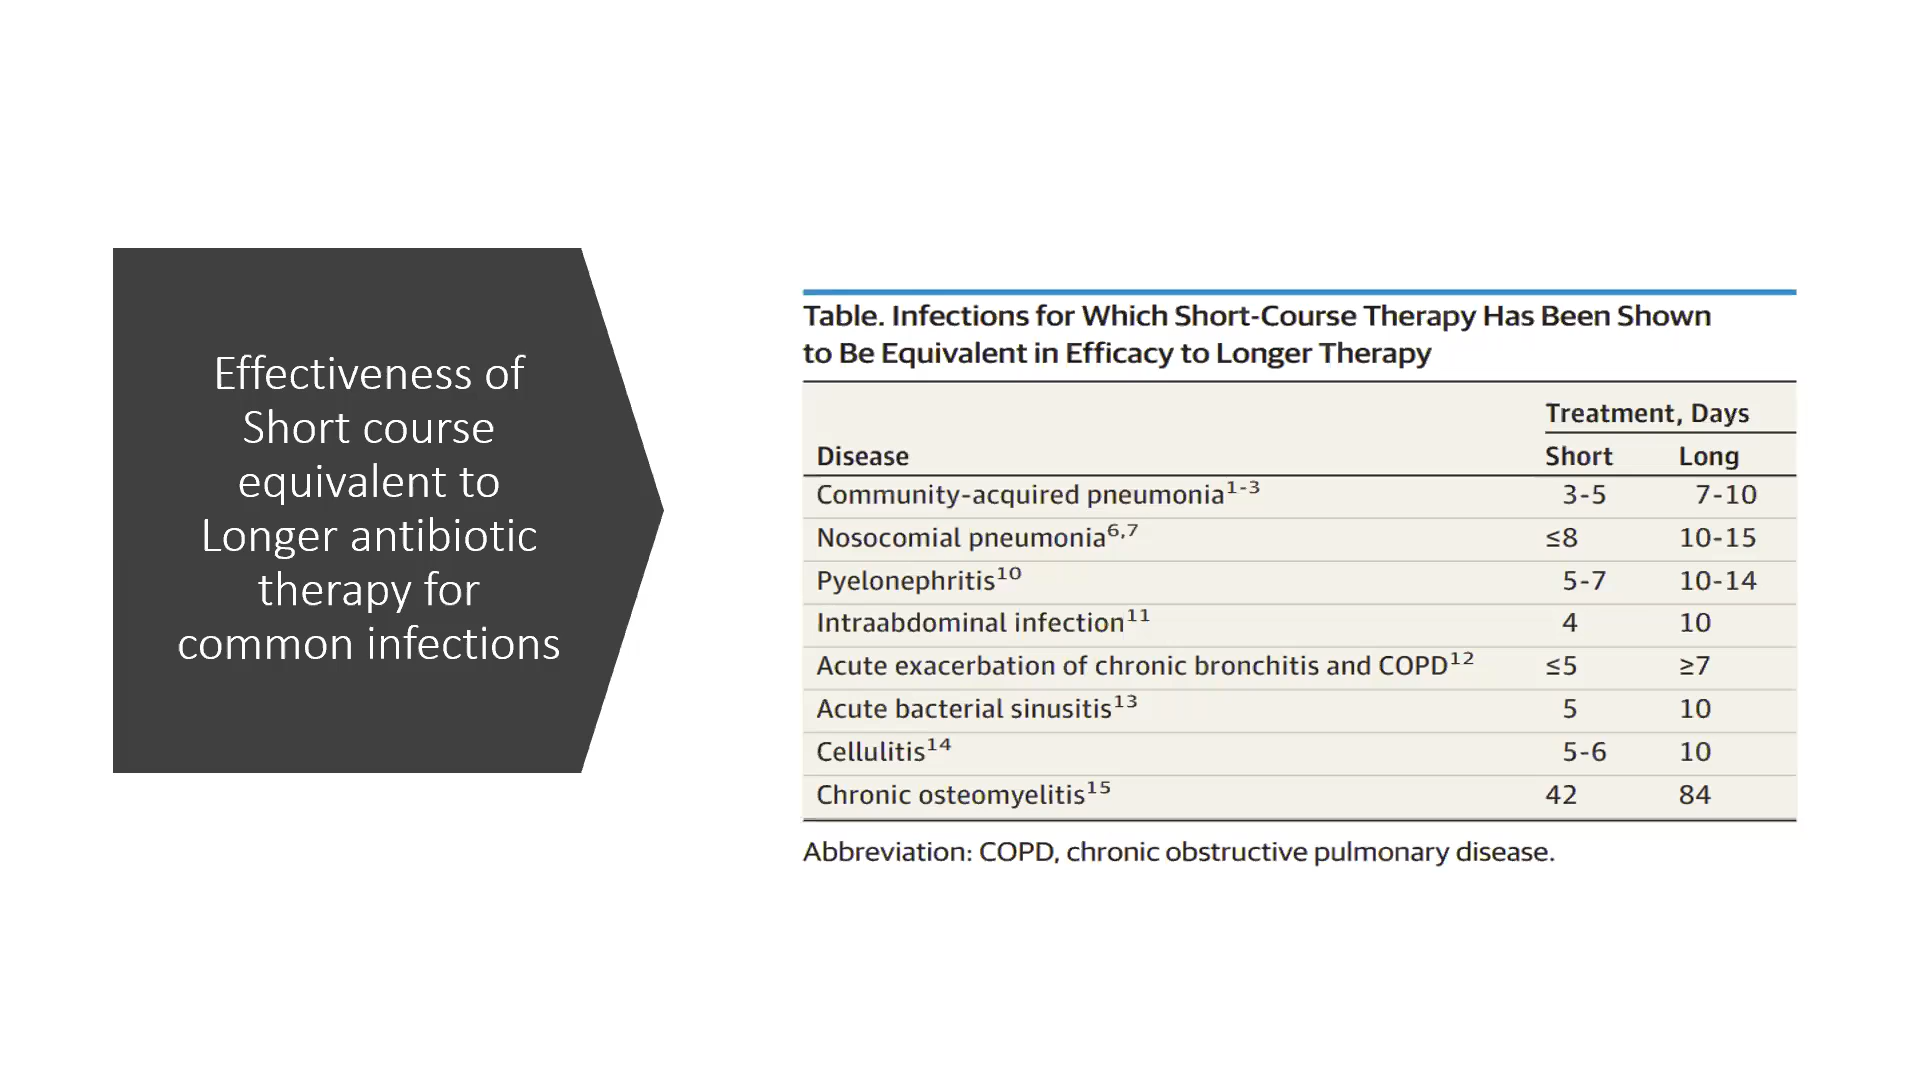 Effectiveness of
Short course
equivalent to
Longer antibiotic
therapy for
common infections
Table. Infections for Which Short-Course Therapy Has Been Shown
to Be Equivalent in Efficacy to Longer Therapy
Treatment, Days
Disease Short Long
Community-acquired pneumonia1-3 3-5 7-10
Nosocomial pneumonia6,7 ≤8 10-15
Pyelonephritis10 5-7 10-14
Intraabdominal infection11 4 10
Acute exacerbation of chronic bronchitis and COPD12 ≤5 ≥7
Acute bacterial sinusitis13 5 10
Cellulitis14 5-6 10
Chronic osteomyelitis15 42 84
Abbreviation: COPD, chronic obstructive pulmonary disease.